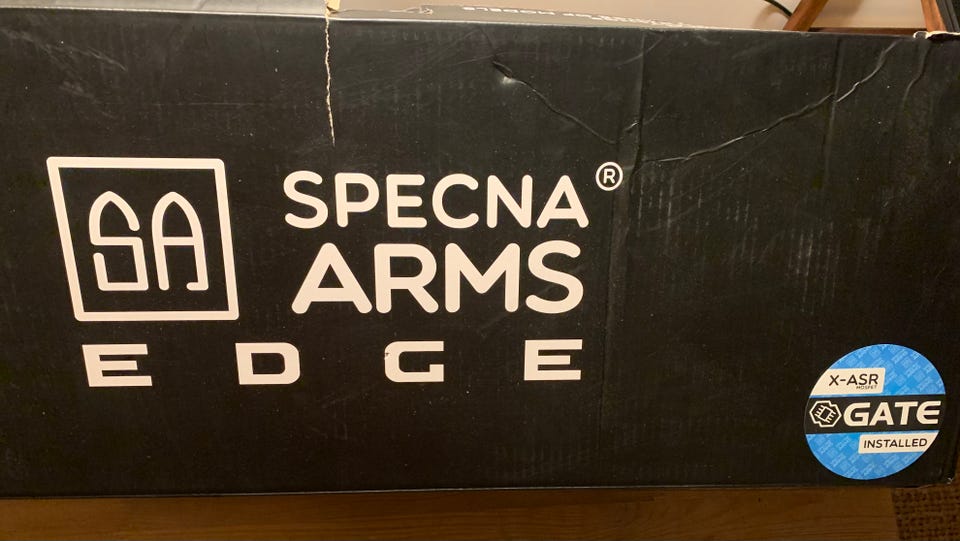 SA
SPECNA®
ARMS
EDGE
X-ASR
MOSFET
GATE
INSTALLED